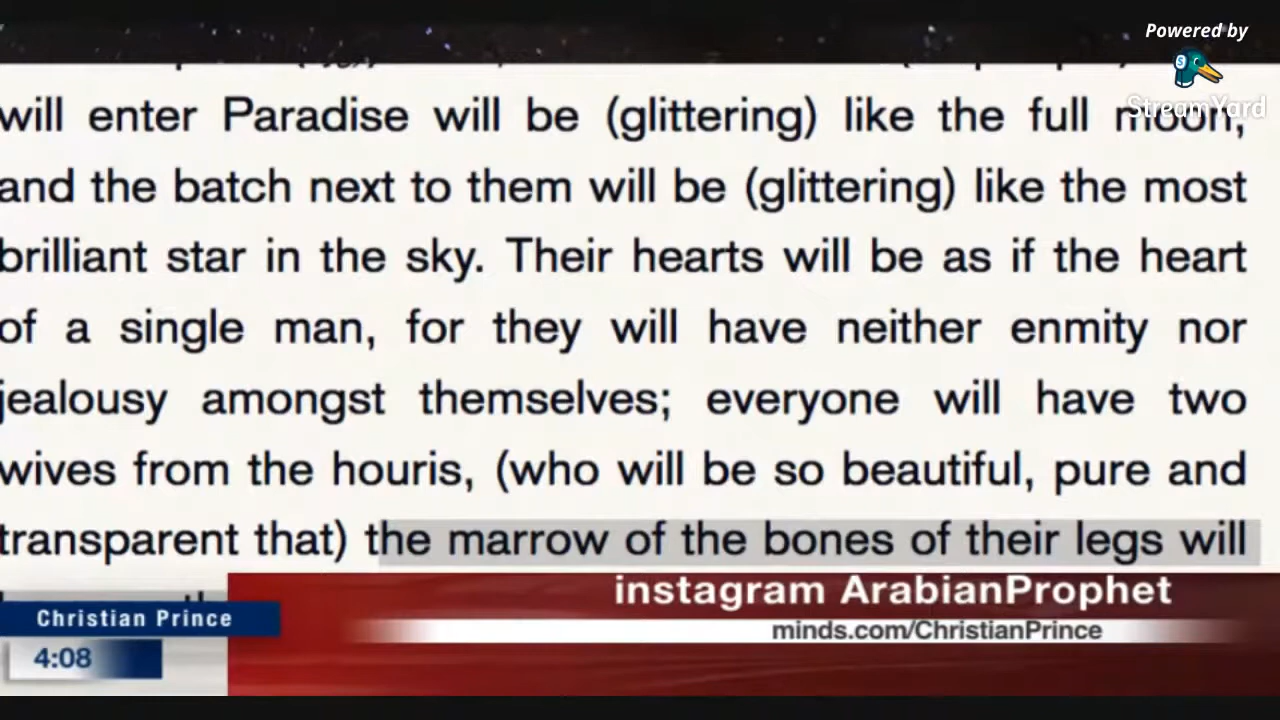 Powered by
StreamYard
will enter Paradise will be (glittering) like the full moon,
and the batch next to them will be (glittering) like the most
brilliant star in the sky. Their hearts will be as if the heart
of a single man, for they will have neither enmity nor
jealousy amongst themselves; everyone will have two
wives from the houris, (who will be so beautiful, pure and
transparent that) the marrow of the bones of their legs will
instagram ArabianProphet
Christian Prince
minds.com/ChristianPrince
4:08